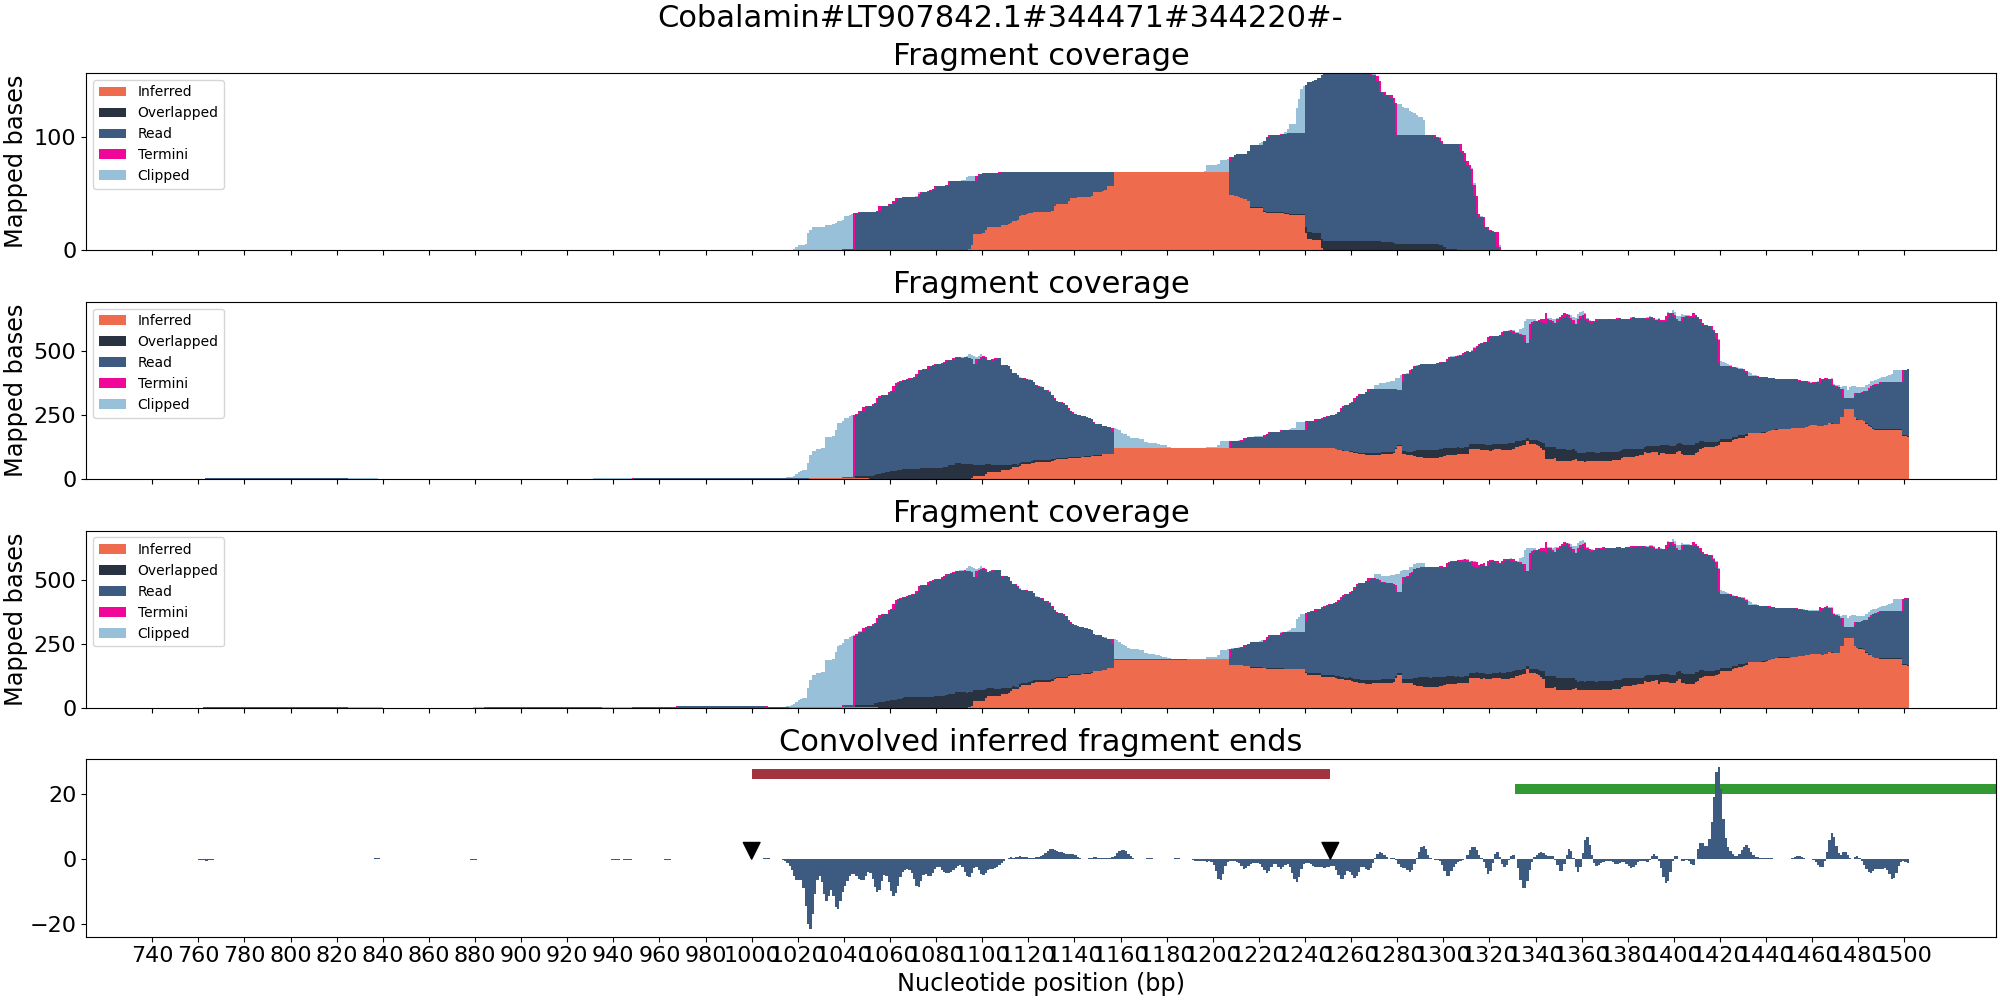 Cobalamin#LT907842.1#344471#344220#-
Fragment coverage
Mapped bases
100
0
Inferred
Overlapped
Read
Termini
Clipped
Fragment coverage
Mapped bases
500
250
0
Inferred
Overlapped
Read
Termini
Clipped
Fragment coverage
Mapped bases
500
250
0
Inferred
Overlapped
Read
Termini
Clipped
Convolved inferred fragment ends
20
0
−20
740 760 780 800 820 840 860 880 900 920 940 960 980 1000 1020 1040 1060 1080 1100 1120 1140 1160 1180 1200 1220 1240 1260 1280 1300 1320 1340 1360 1380 1400 1420 1440 1460 1480 1500
Nucleotide position (bp)